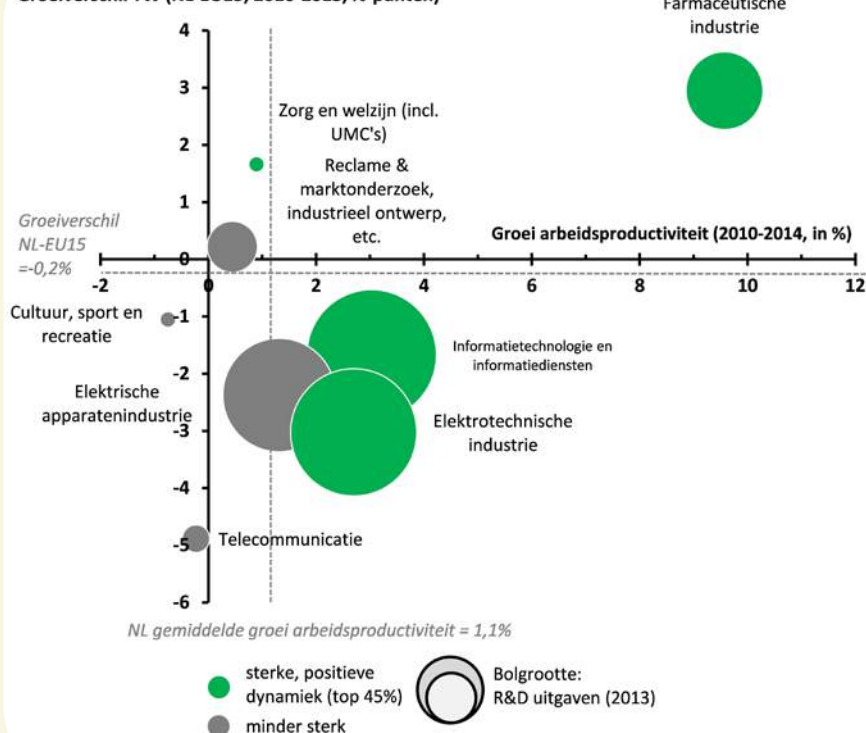 Farmaceutische
industrie
4
3
2
1
0
-1
-2
-3
-4
-5
-6
Zorg en welzijn (incl.
UMC's)
Reclame &
marktonderzoek,
industrieel ontwerp,
etc.
Groeiverschil
NL-EU15
=-0,2%
Groei arbeidsproductiviteit (2010-2014, in %)
-2 0 2 4 6 8 10 12
Cultuur, sport en
recreatie
Informatietechnologie en
informatiediensten
Elektrische
apparatenindustrie
Elektrotechnische
industrie
Telecommunicatie
NL gemiddelde groei arbeidsproductiviteit = 1,1%
sterke, positieve
dynamiek (top 45%)
minder sterk
Bolgrootte:
R&D uitgaven (2013)